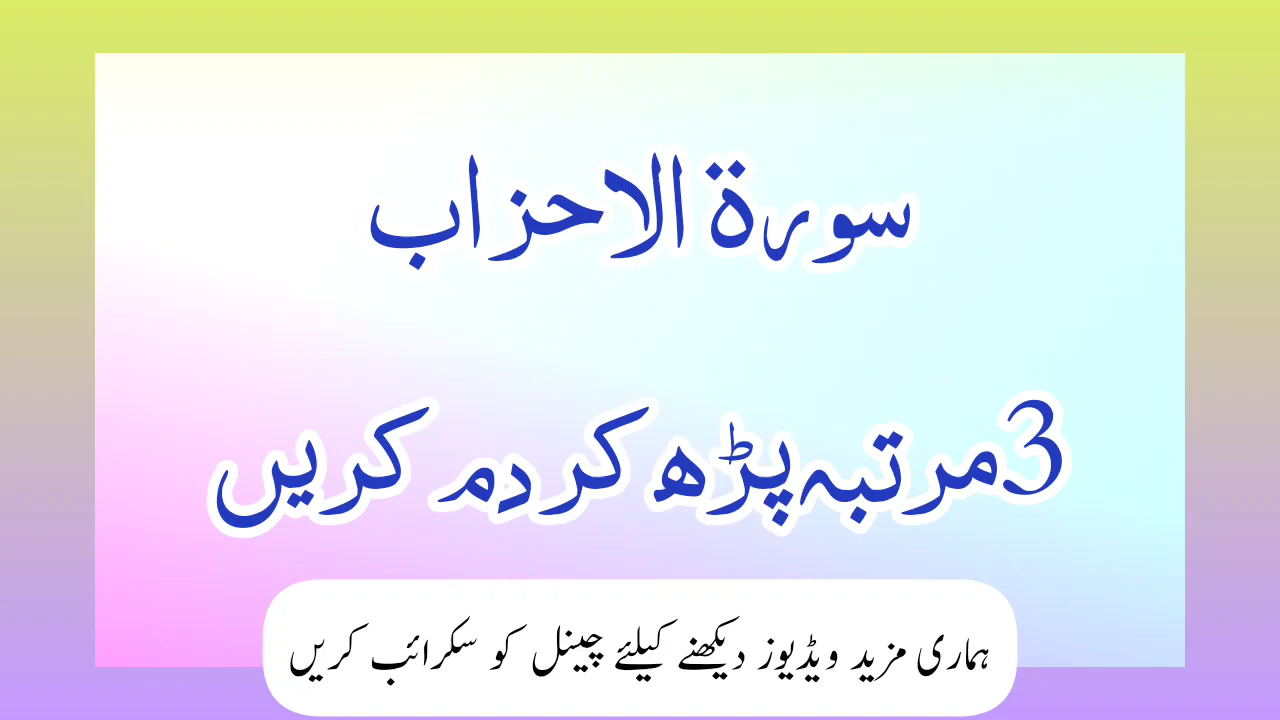 سورۃ الاحزاب
3مرتبہ پڑھ کر دم کریں
ہماری مزید ویڈیوز دیکھنے کیلئے چینل کو سکرائب کریں